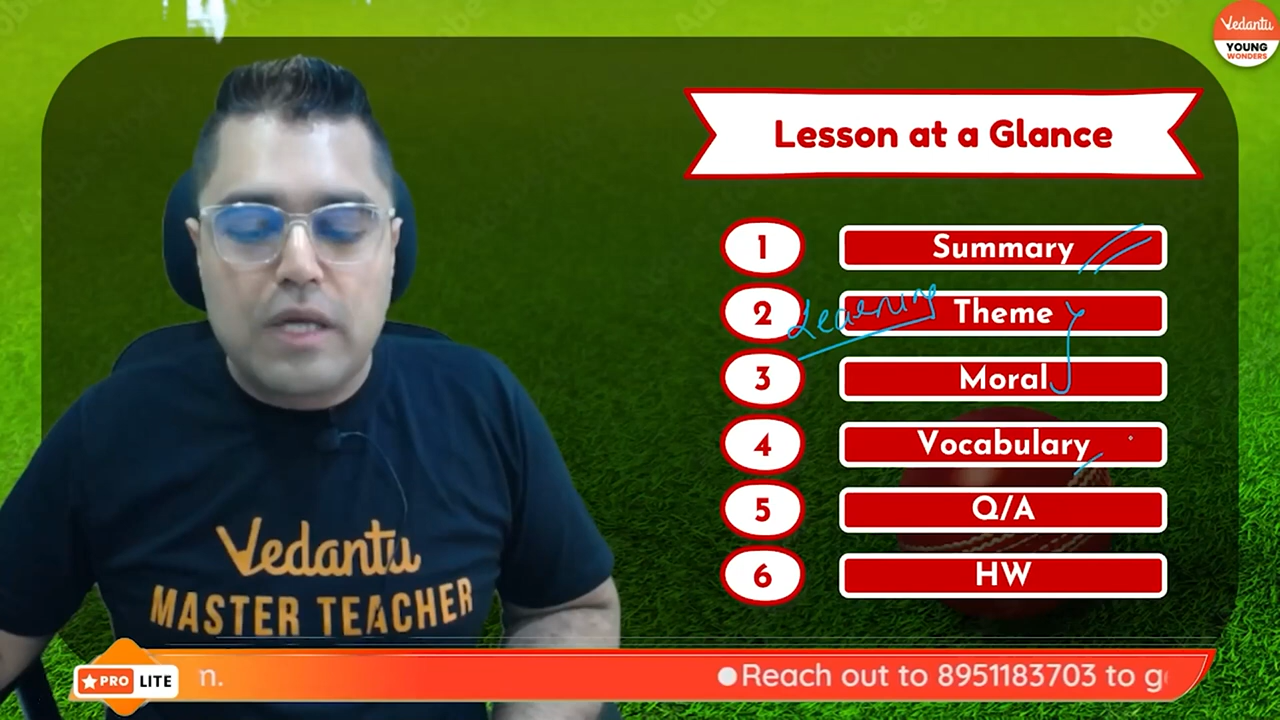 Vedantu
YOUNG
WONDERS
Lesson at a Glance
1 Summary
2 Learning Theme
3 Moral
4 Vocabulary
5 Q/A
6 HW
Vedantu
MASTER TEACHER
PRO LITE
n.
Reach out to 8951183703 to g